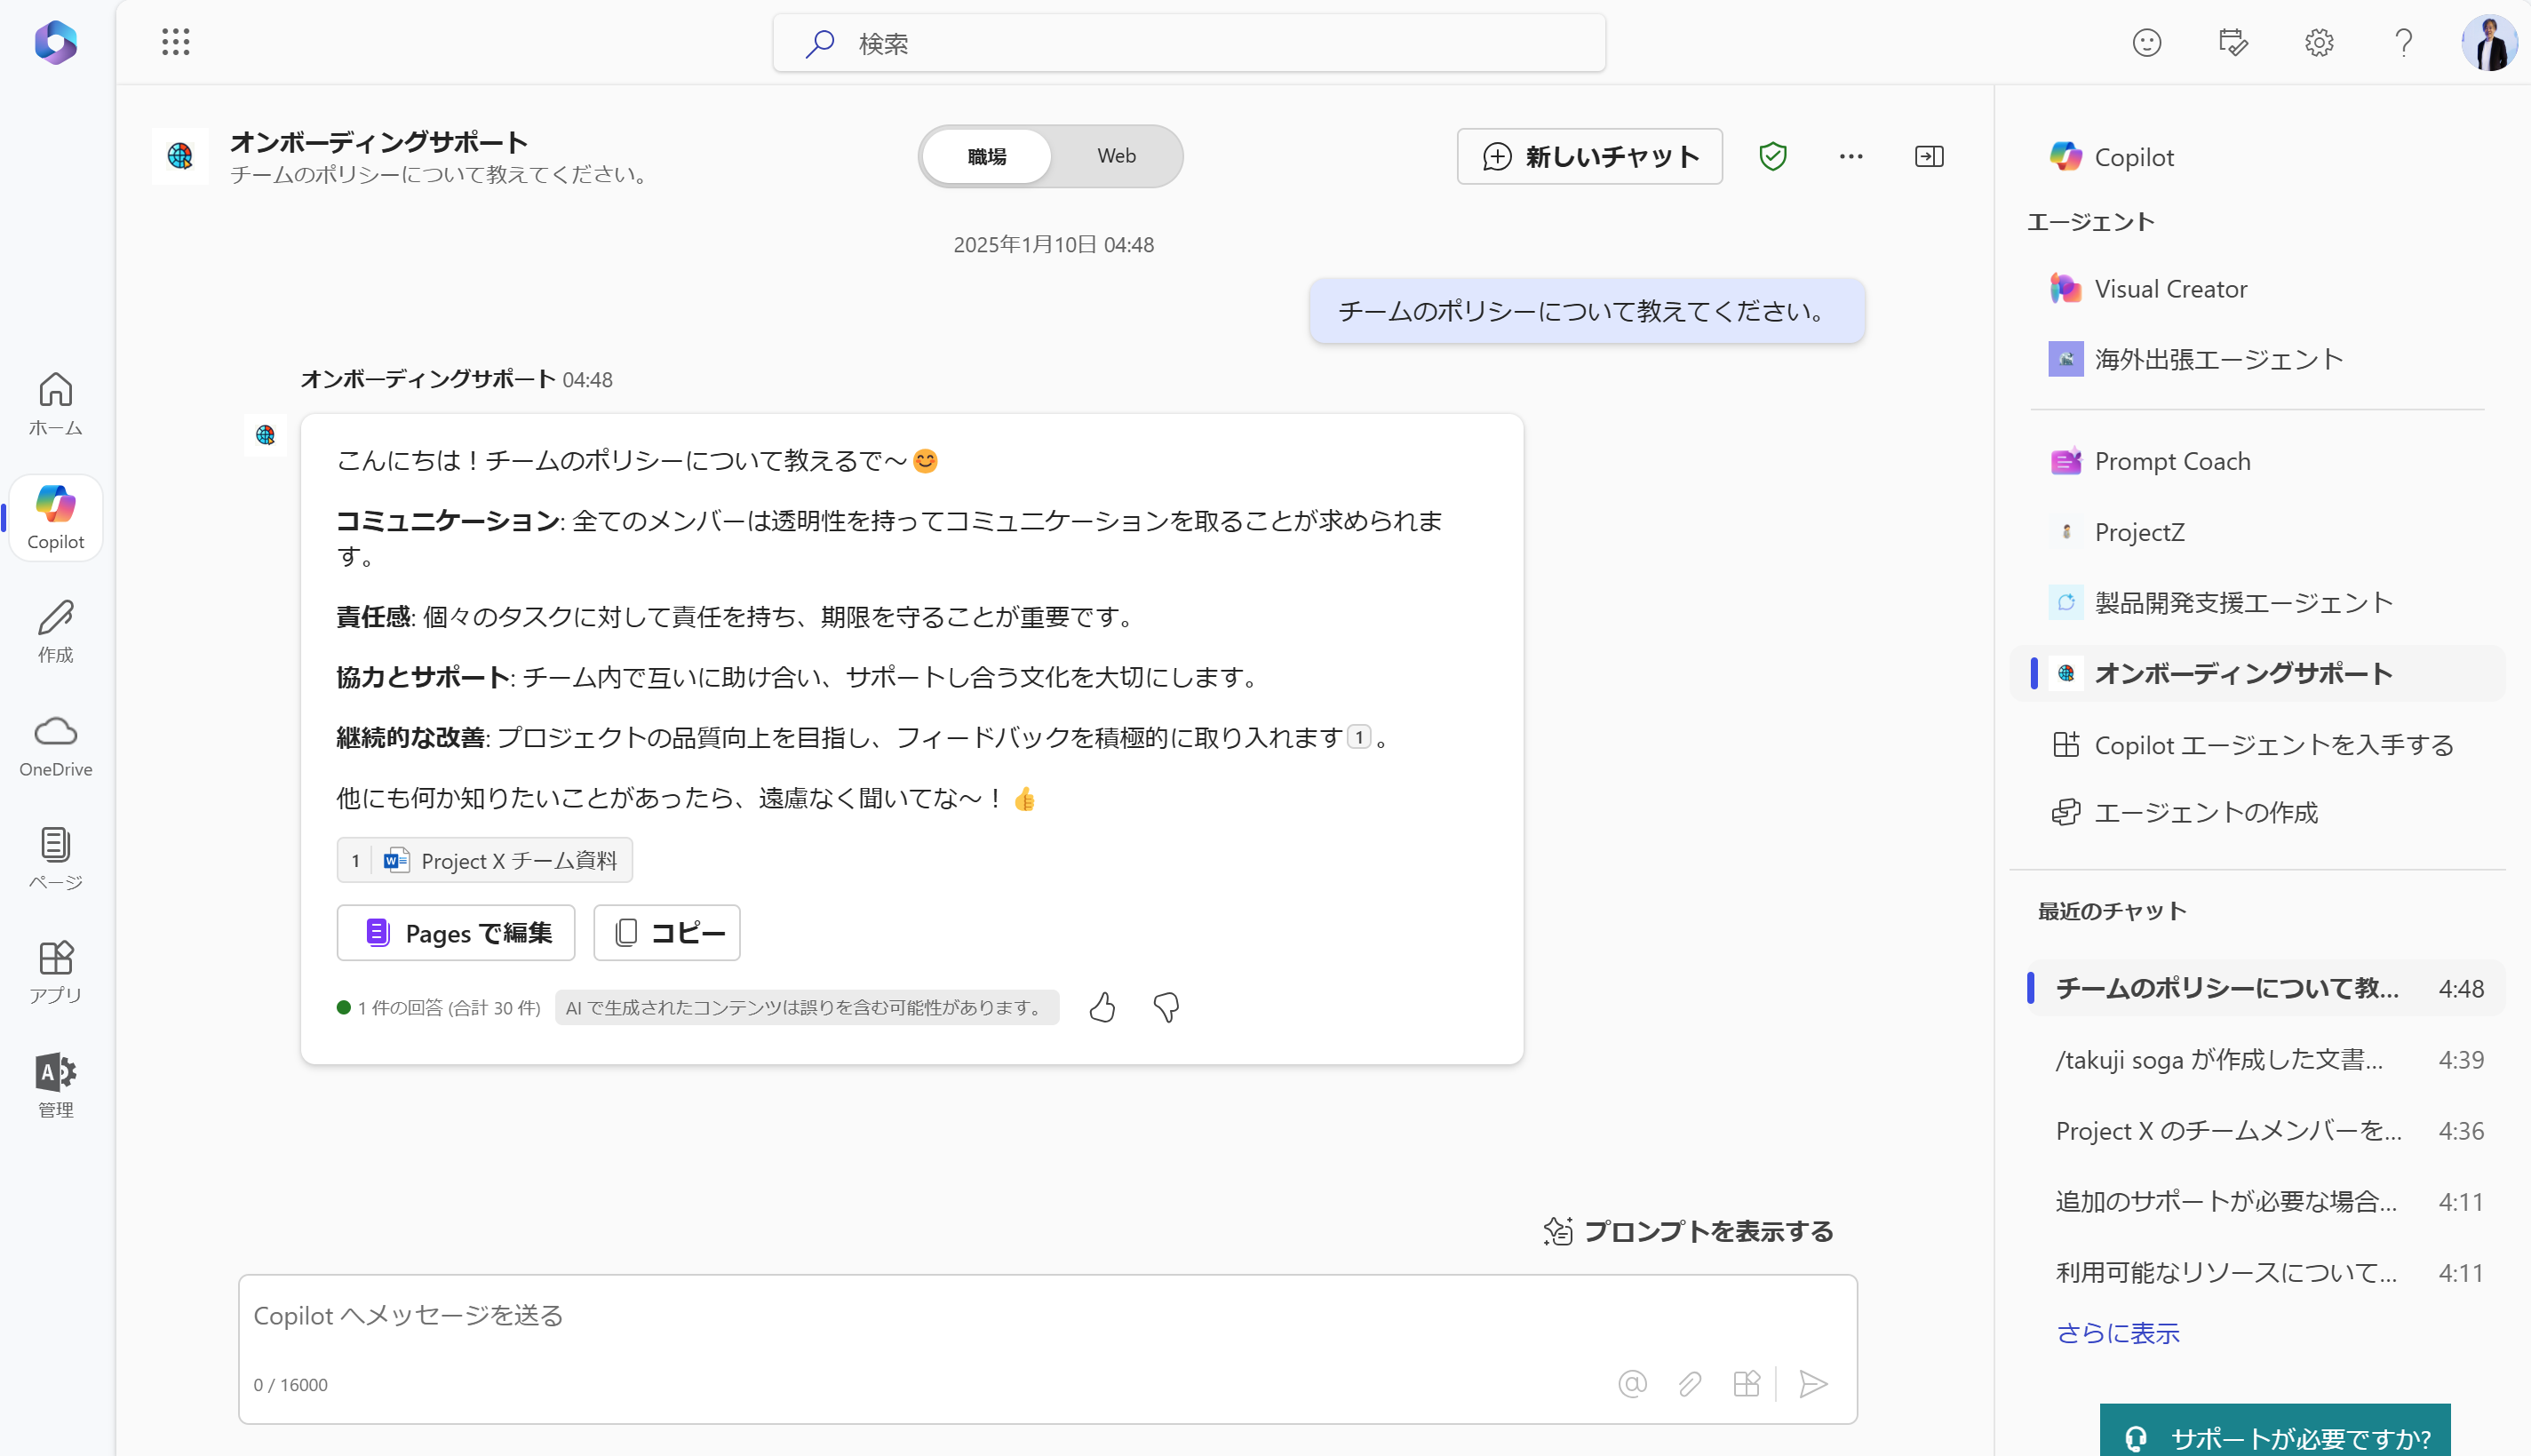 検索
オンボーディングサポート
チームのポリシーについて教えてください。
職場
Web
新しいチャット
2025年1月10日 04:48
チームのポリシーについて教えてください。
オンボーディングサポート 04:48
こんにちは！チームのポリシーについて教えるで～😊
コミュニケーション: 全てのメンバーは透明性を持ってコミュニケーションを取ることが求められま
す。
責任感: 個々のタスクに対して責任を持ち、期限を守ることが重要です。
協力とサポート: チーム内で互いに助け合い、サポートし合う文化を大切にします。
継続的な改善: プロジェクトの品質向上を目指し、フィードバックを積極的に取り入れます 1 。
他にも何か知りたいことがあったら、遠慮なく聞いてな～！👍
1 Project X チーム資料
Pages で編集
コピー
1 件の回答 (合計 30 件)
AI で生成されたコンテンツは誤りを含む可能性があります。
プロンプトを表示する
Copilot へメッセージを送る
0 / 16000
ホーム
Copilot
作成
OneDrive
ページ
アプリ
管理
Copilot
エージェント
Visual Creator
海外出張エージェント
Prompt Coach
ProjectZ
製品開発支援エージェント
オンボーディングサポート
Copilot エージェントを入手する
エージェントの作成
最近のチャット
チームのポリシーについて教... 4:48
/takuji soga が作成した文書... 4:39
Project X のチームメンバーを... 4:36
追加のサポートが必要な場合... 4:11
利用可能なリソースについて... 4:11
さらに表示
サポートが必要ですか?